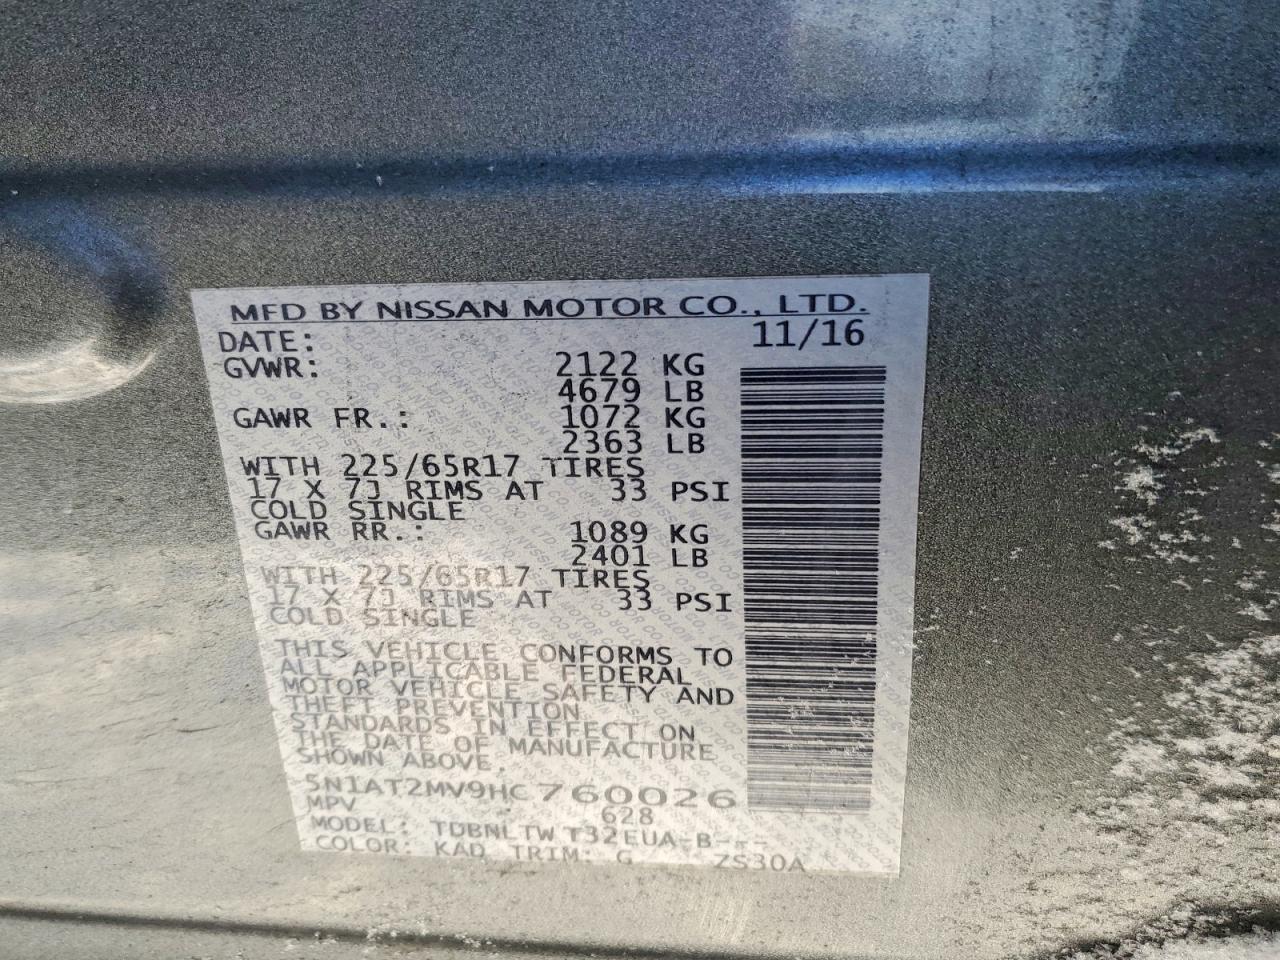 MFD BY NISSAN MOTOR CO., LTD.
DATE: 11/16
GVWR: 2122 KG
4679 LB
GAWR FR.: 1072 KG
2363 LB
WITH 225/65R17 TIRES
17 X 7J RIMS AT 33 PSI
COLD SINGLE
GAWR RR.: 1089 KG
2401 LB
WITH 225/65R17 TIRES
17 X 7J RIMS AT 33 PSI
COLD SINGLE
THIS VEHICLE CONFORMS TO
ALL APPLICABLE FEDERAL
MOTOR VEHICLE SAFETY AND
THEFT PREVENTION
STANDARDS IN EFFECT ON
THE DATE OF MANUFACTURE
SHOWN ABOVE.
5N1AT2MV9HC760026
MPV 628
MODEL: TDBNLTW T32EUA-B---
COLOR: KAD TRIM: G ZS30A